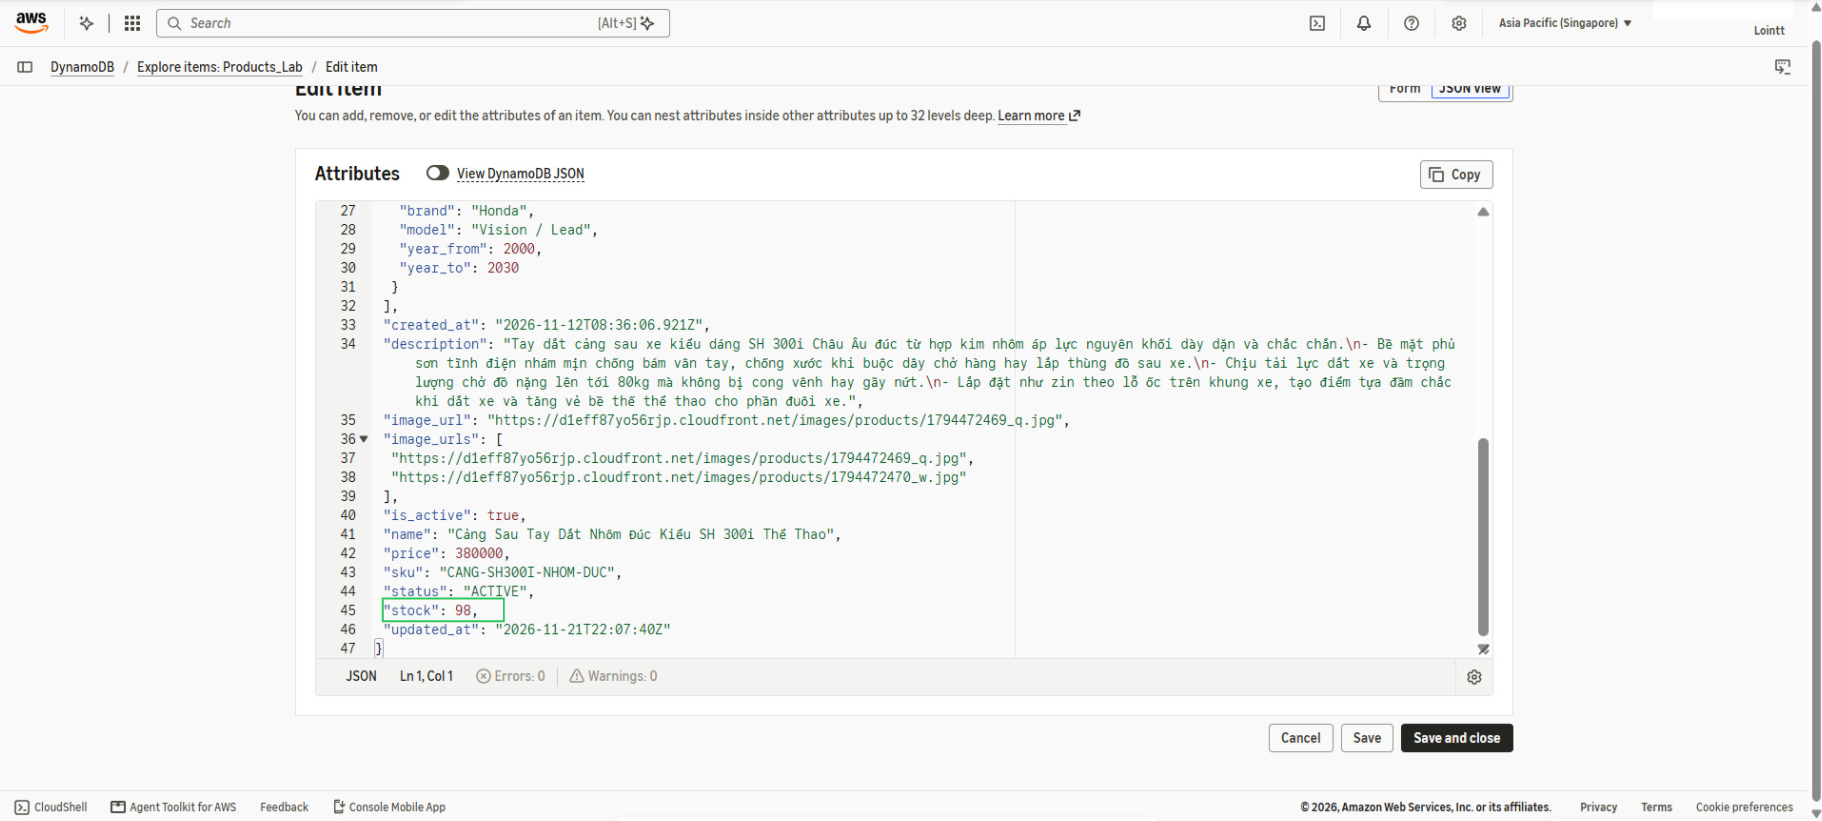 aws
Search
[Alt+S]
Asia Pacific (Singapore)
Lointt
DynamoDB / Explore items: Products_Lab / Edit item
Edit item
Form
JSON view
You can add, remove, or edit the attributes of an item. You can nest attributes inside other attributes up to 32 levels deep. Learn more
Attributes
View DynamoDB JSON
Copy
27 "brand": "Honda",
28 "model": "Vision / Lead",
29 "year_from": 2000,
30 "year_to": 2030
31 }
32 ],
33 "created_at": "2026-11-12T08:36:06.921Z",
34 "description": "Tay dắt cảng sau xe kiểu dáng SH 300i Châu Âu đúc từ hợp kim nhôm áp lực nguyên khối dày dặn và chắc chắn.\n- Bề mặt phủ
sơn tĩnh điện nhám mịn chống bám vân tay, chống xước khi buộc dây chở hàng hay lắp thùng đồ sau xe.\n- Chịu tải lực dắt xe và trọng
lượng chở đồ nặng lên tới 80kg mà không bị cong vênh hay gãy nứt.\n- Lắp đặt như zin theo lỗ ốc trên khung xe, tạo điểm tựa đầm chắc
khi dắt xe và tăng vẻ bề thế thể thao cho phần đuôi xe.",
35 "image_url": "https://d1eff87yo56rjp.cloudfront.net/images/products/1794472469_q.jpg",
36 "image_urls": [
37 "https://d1eff87yo56rjp.cloudfront.net/images/products/1794472469_q.jpg",
38 "https://d1eff87yo56rjp.cloudfront.net/images/products/1794472470_w.jpg"
39 ],
40 "is_active": true,
41 "name": "Cảng Sau Tay Dắt Nhôm Đúc Kiểu SH 300i Thể Thao",
42 "price": 380000,
43 "sku": "CANG-SH300I-NHOM-DUC",
44 "status": "ACTIVE",
45 "stock": 98,
46 "updated_at": "2026-11-21T22:07:40Z"
47 }
JSON
Ln 1, Col 1
Errors: 0
Warnings: 0
Cancel
Save
Save and close
CloudShell
Agent Toolkit for AWS
Feedback
Console Mobile App
© 2026, Amazon Web Services, Inc. or its affiliates.
Privacy
Terms
Cookie preferences